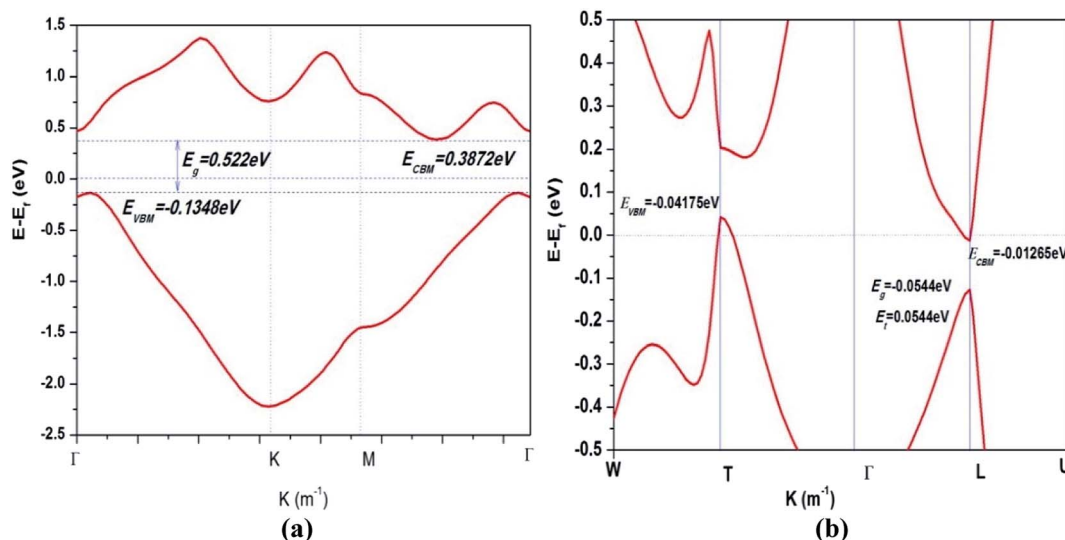 1.5
1.0
0.5
0.0
-0.5
-1.0
-1.5
-2.0
-2.5
E-E_f (eV)
E_g=0.522eV
E_CBM=0.3872eV
E_VBM=-0.1348eV
Γ K M Γ
K (m⁻¹)
(a)
0.5
0.4
0.3
0.2
0.1
0.0
-0.1
-0.2
-0.3
-0.4
-0.5
E-E_f (eV)
E_VBM=-0.04175eV
E_CBM=-0.01265eV
E_g=-0.0544eV
E_t=0.0544eV
W T Γ L U
K (m⁻¹)
(b)